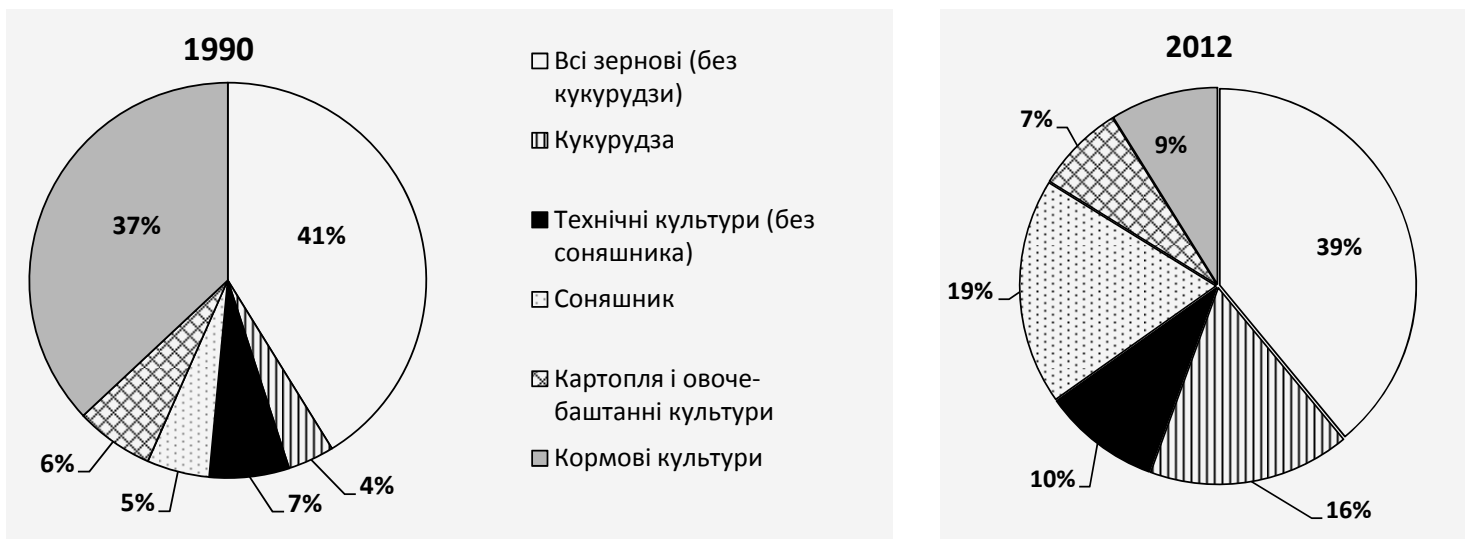 1990
37%
41%
6%
5%
7%
4%
Всі зернові (без
кукурудзи)
Кукурудза
Технічні культури (без
соняшника)
Соняшник
Картопля і овоче-
баштанні культури
Кормові культури
2012
7%
9%
39%
19%
10%
16%